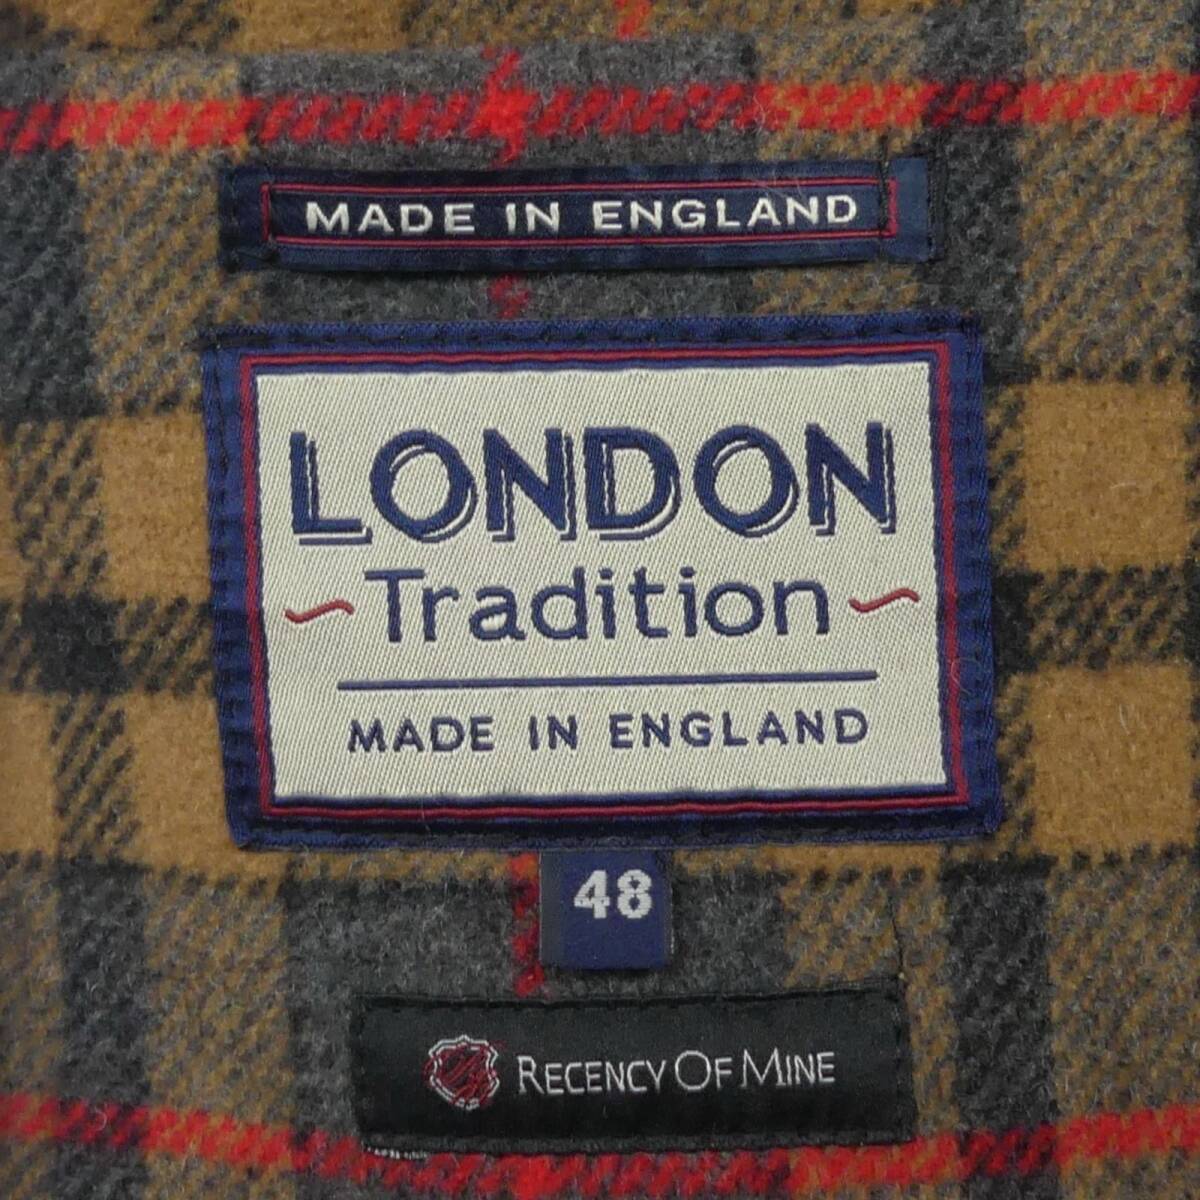 MADE IN ENGLAND
LONDON
Tradition
MADE IN ENGLAND
48
RECENCY OF MINE